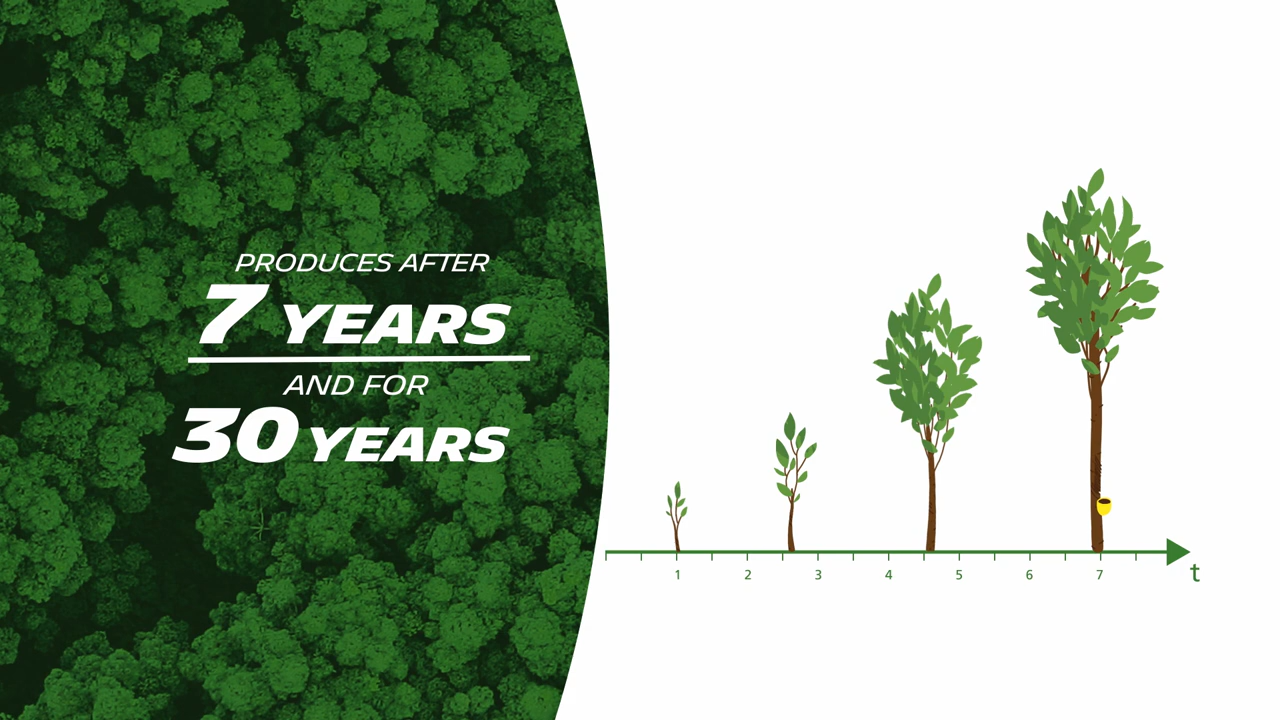 PRODUCES AFTER
7 YEARS
AND FOR
30 YEARS
1 2 3 4 5 6 7
t